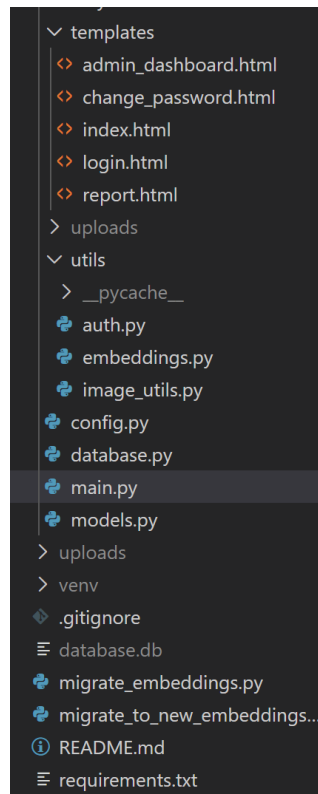 templates
admin_dashboard.html
change_password.html
index.html
login.html
report.html
uploads
utils
__pycache__
auth.py
embeddings.py
image_utils.py
config.py
database.py
main.py
models.py
uploads
venv
.gitignore
database.db
migrate_embeddings.py
migrate_to_new_embeddings...
README.md
requirements.txt